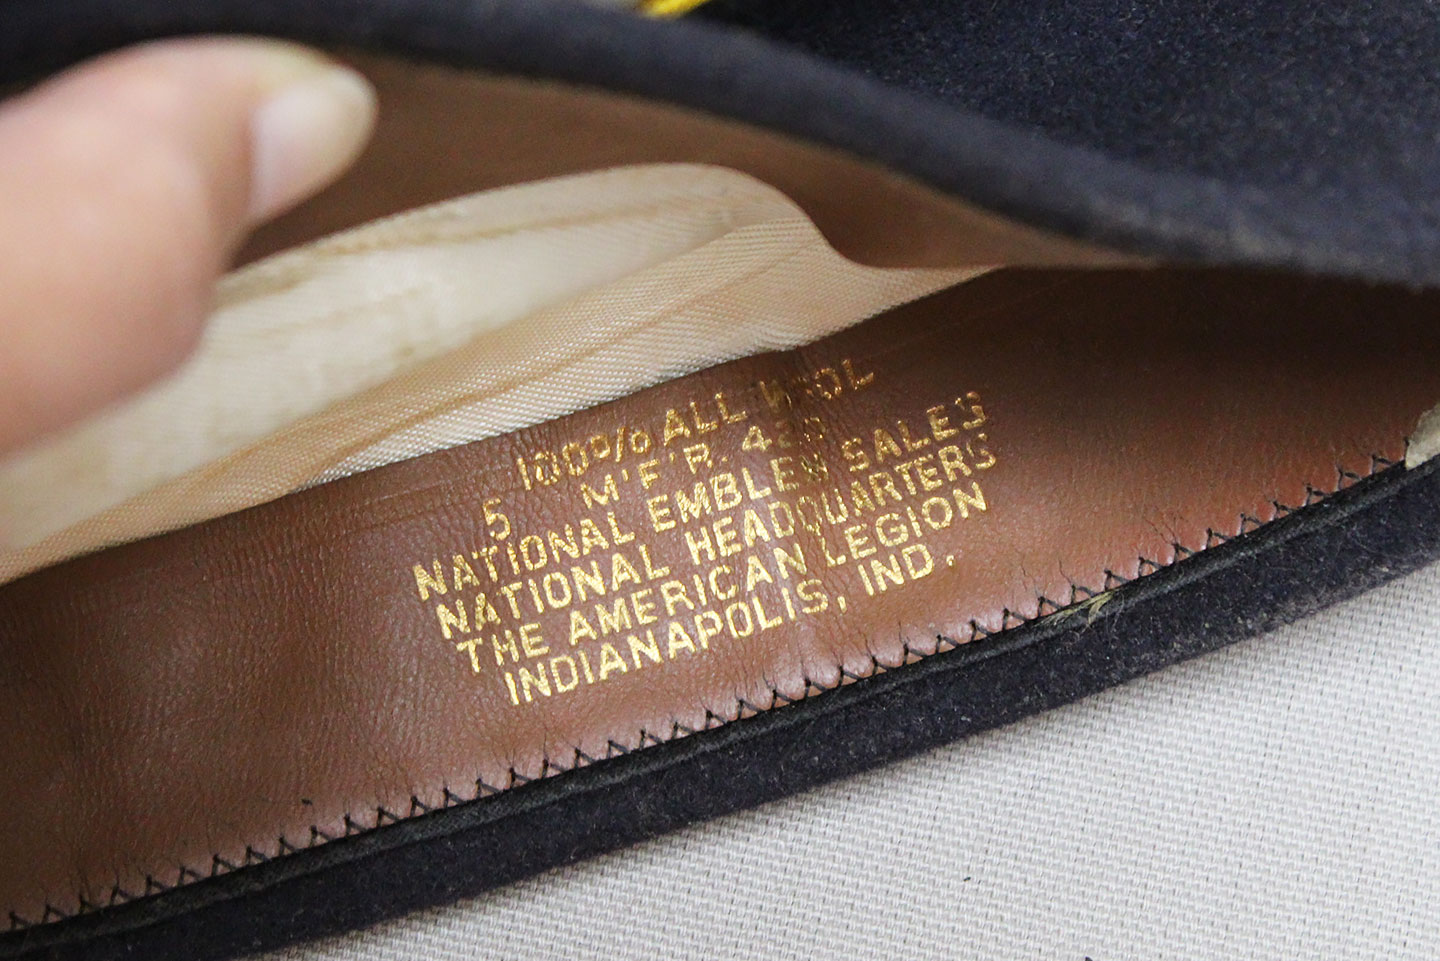 100% ALL WOOL
5 M'F'R.
NATIONAL EMBLEM SALES
NATIONAL HEADQUARTERS
THE AMERICAN LEGION
INDIANAPOLIS, IND.